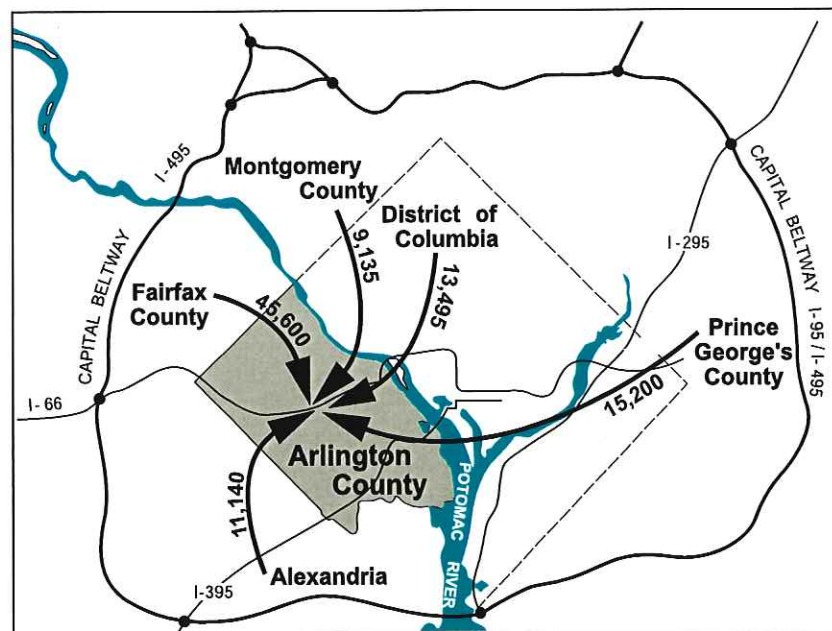 I-495
CAPITAL BELTWAY
Montgomery
County
9,135
District of
Columbia
13,495
I-295
CAPITAL BELTWAY
I-95 / I-495
Fairfax
County
45,600
Prince
George's
County
15,200
I-66
Arlington
County
11,140
Alexandria
I-395
POTOMAC
RIVER